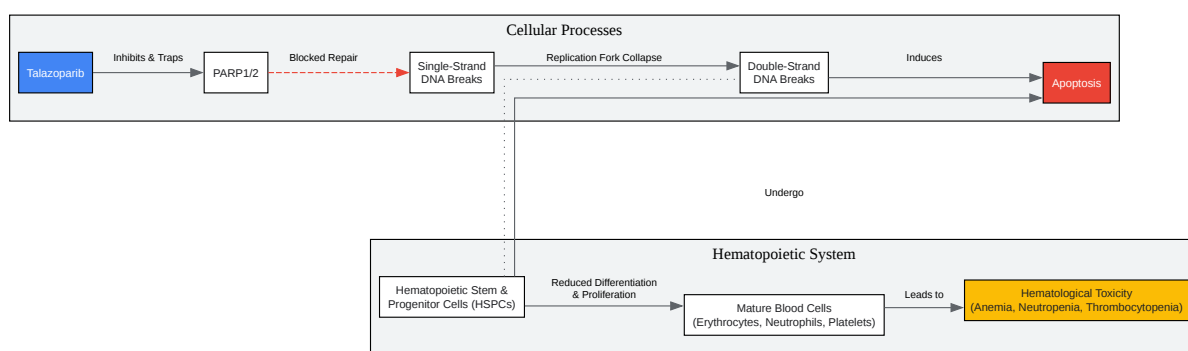 Cellular Processes
Talazoparib
Inhibits & Traps
PARP1/2
Blocked Repair
Single-Strand
DNA Breaks
Replication Fork Collapse
Double-Strand
DNA Breaks
Induces
Apoptosis
Undergo
Hematopoietic System
Hematopoietic Stem &
Progenitor Cells (HSPCs)
Reduced Differentiation
& Proliferation
Mature Blood Cells
(Erythrocytes, Neutrophils, Platelets)
Leads to
Hematological Toxicity
(Anemia, Neutropenia, Thrombocytopenia)